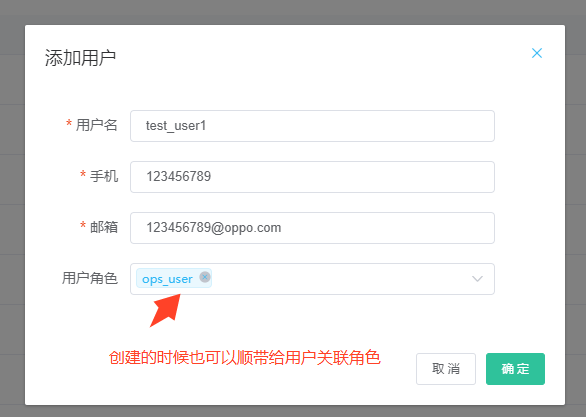 添加用户
* 用户名 test_user1
* 手机 123456789
* 邮箱 123456789@oppo.com
用户角色 ops_user
创建的时候也可以顺带给用户关联角色
取消 确定